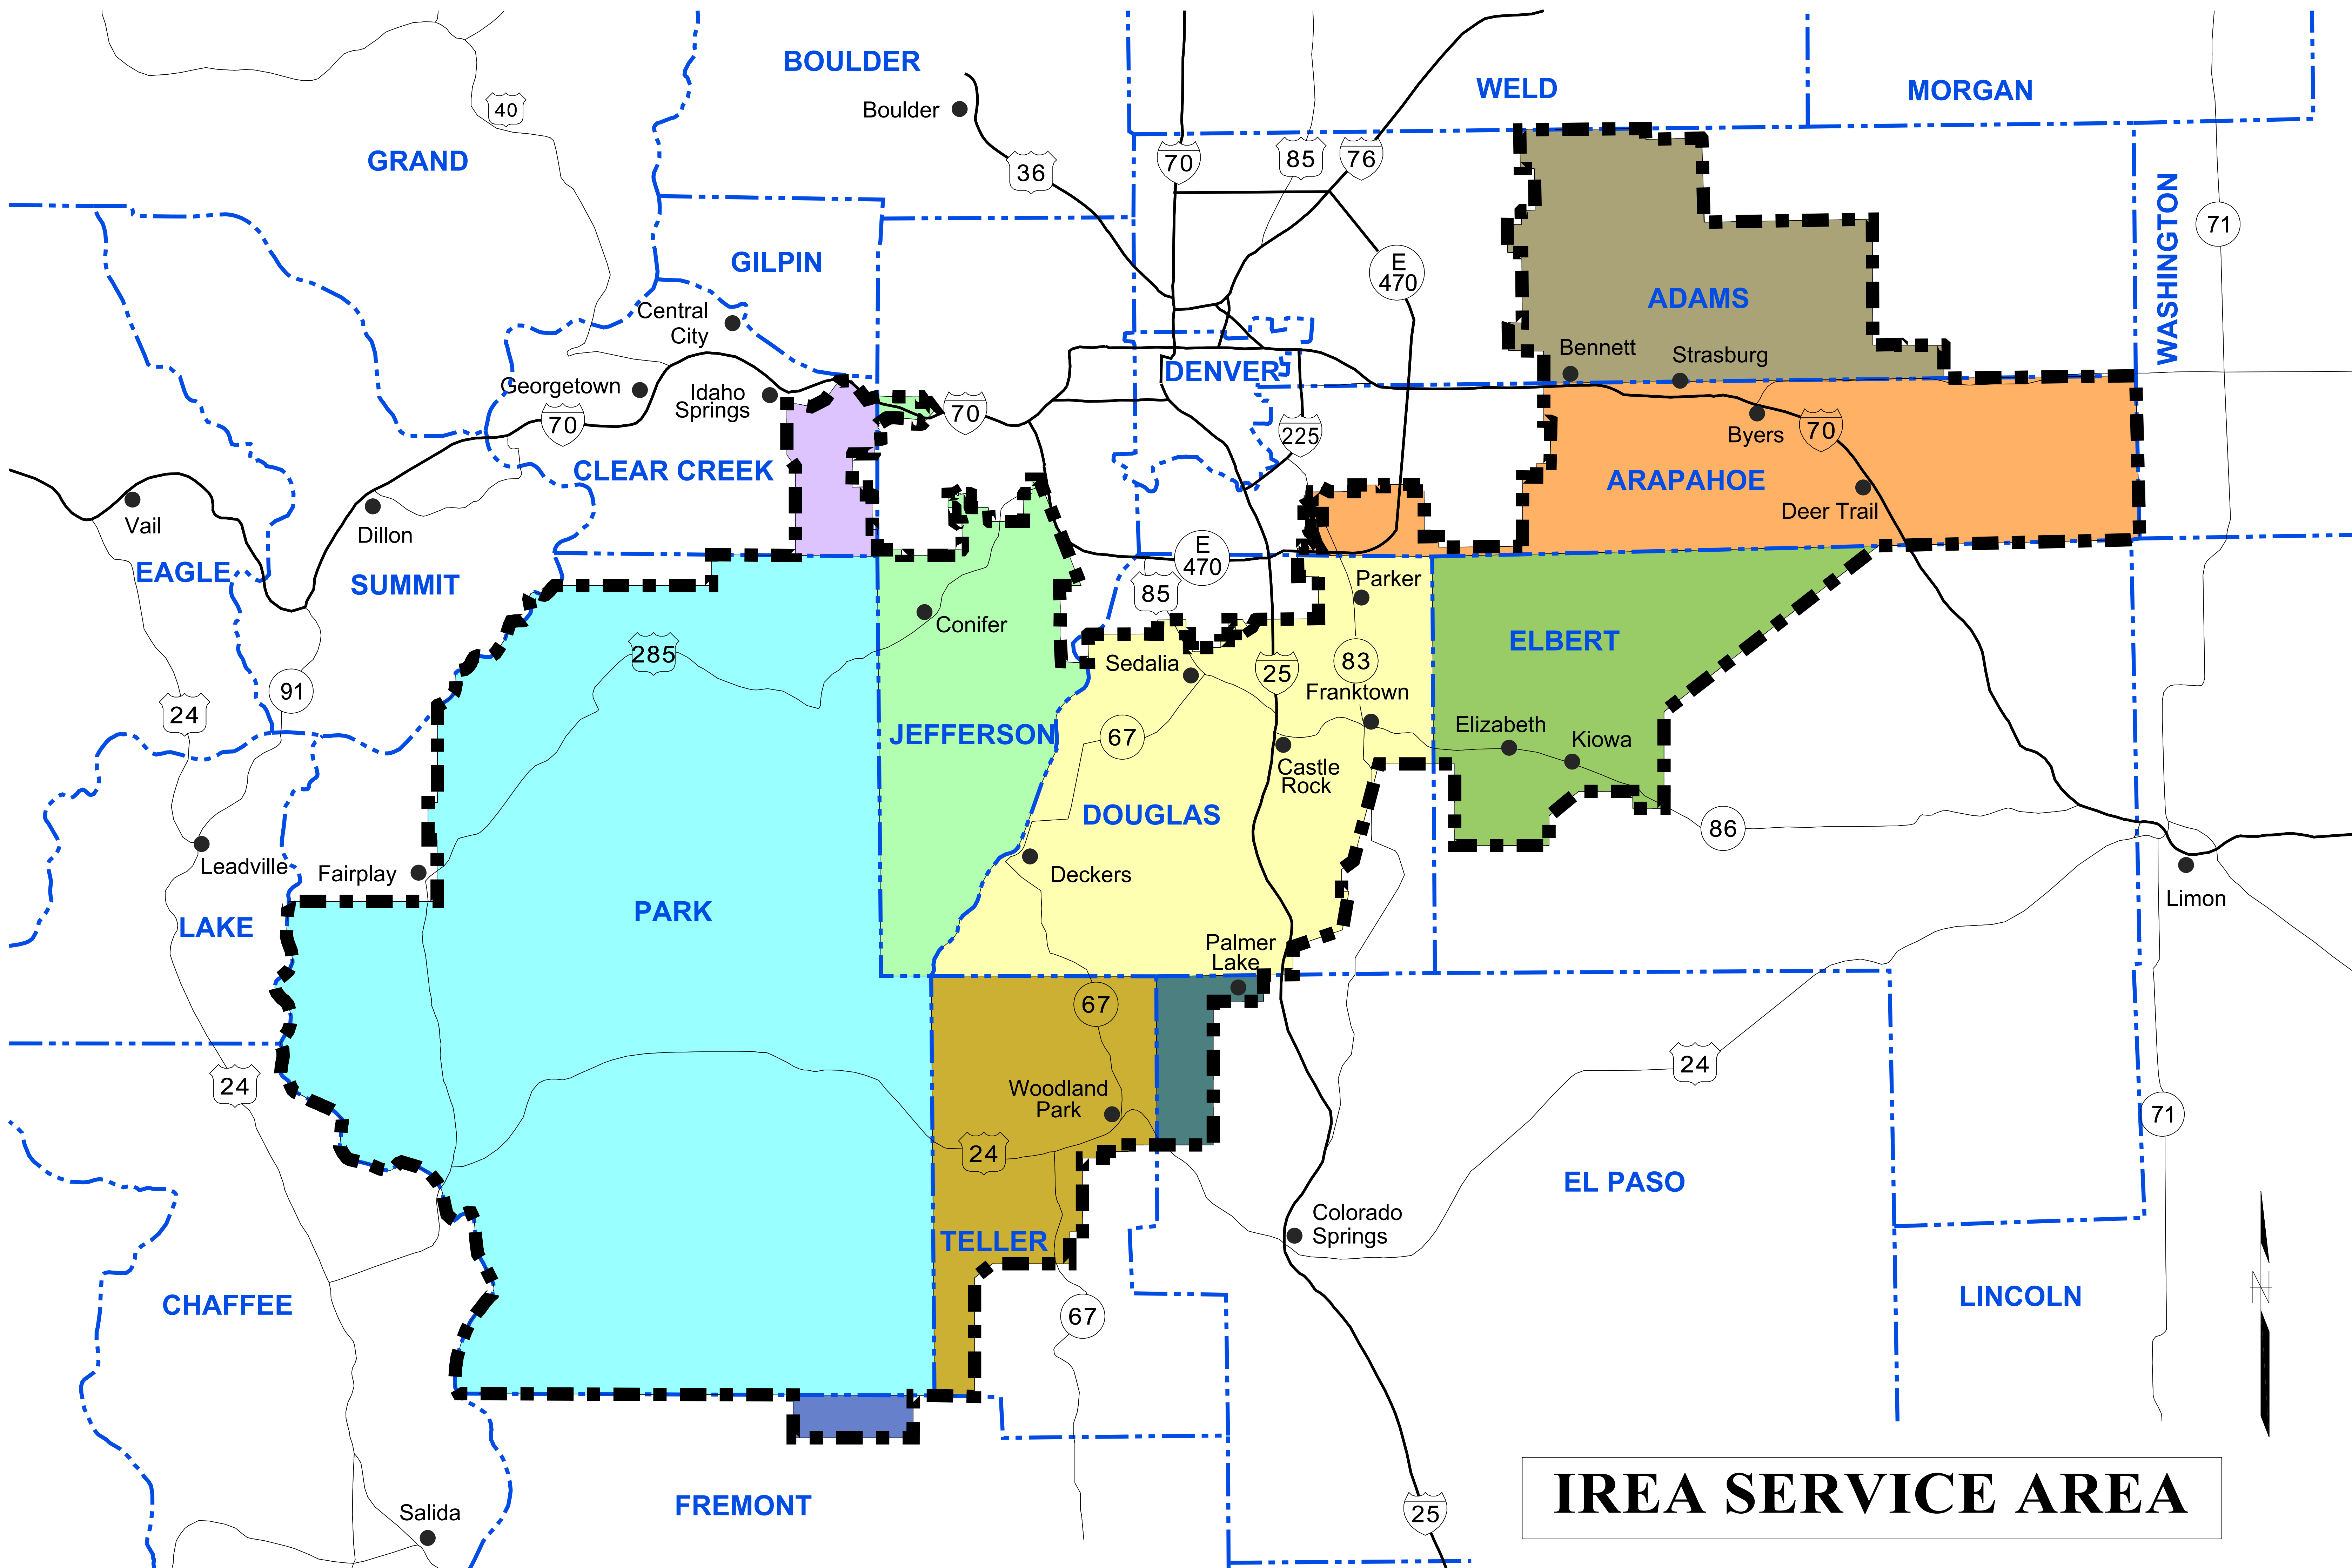 BOULDER
WELD
MORGAN
40
Boulder
GRAND
36
70
85
76
WASHINGTON
71
GILPIN
E
470
Central
City
ADAMS
DENVER
Bennett
Strasburg
Georgetown
Idaho
Springs
70
70
225
Byers
70
CLEAR CREEK
ARAPAHOE
Vail
Dillon
Deer Trail
EAGLE
SUMMIT
E
470
85
Parker
Conifer
285
ELBERT
Sedalia
25
83
91
24
Franktown
JEFFERSON
67
Elizabeth
Kiowa
Castle
Rock
DOUGLAS
86
Leadville
Fairplay
Deckers
Limon
LAKE
PARK
Palmer
Lake
67
24
24
Woodland
Park
71
24
EL PASO
Colorado
Springs
TELLER
CHAFFEE
67
LINCOLN
N
IREA SERVICE AREA
FREMONT
Salida
25